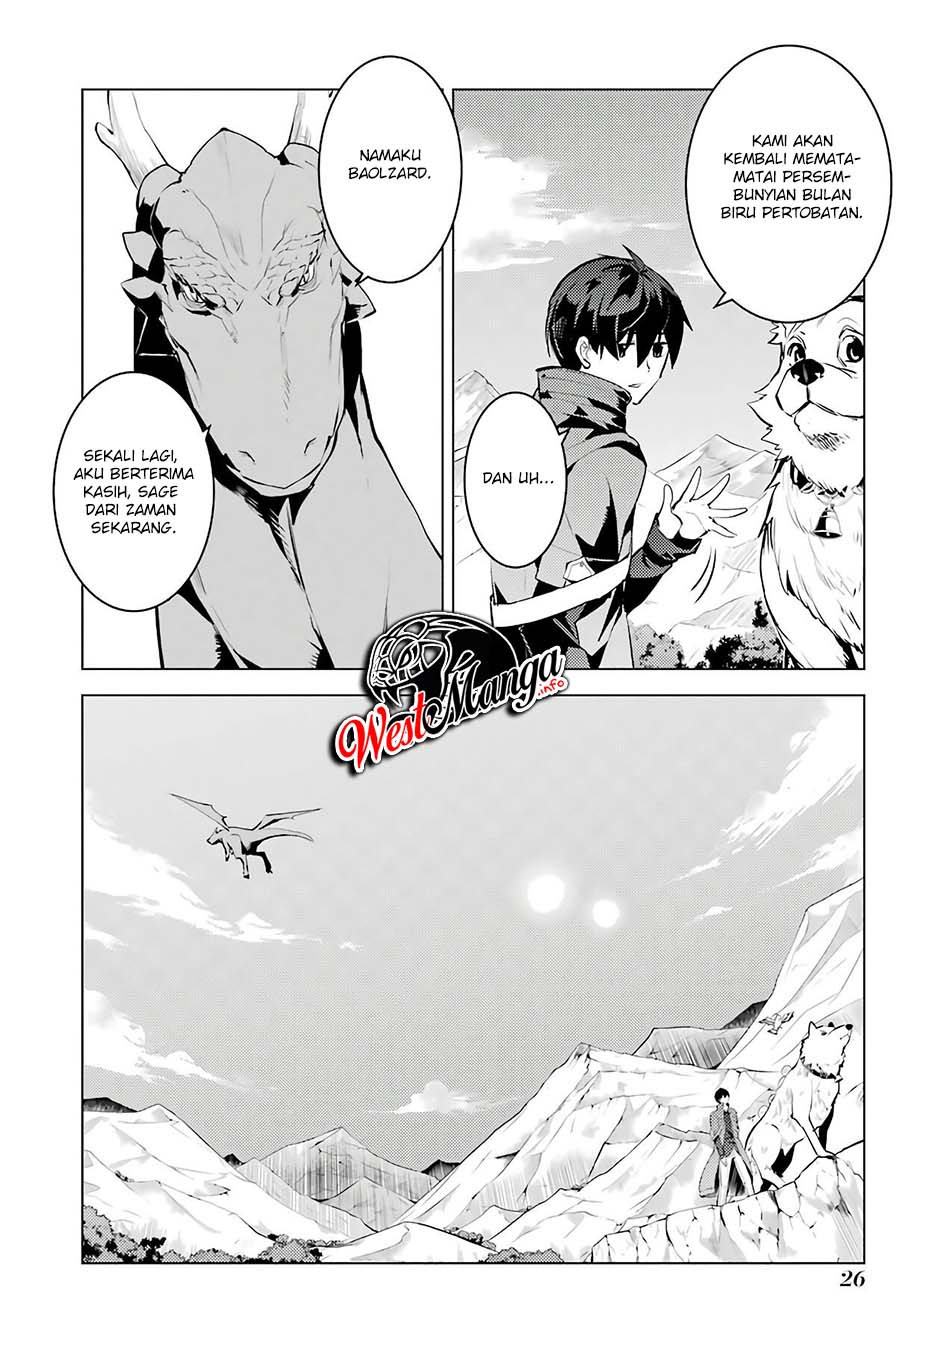 KAMI AKAN
KEMBALI MEMATA-
MATAI PERSEM-
BUNYIAN BULAN
BIRU PERTOBATAN.
DAN UH...
NAMAKU
BAOLZARD.
SEKALI LAGI,
AKU BERTERIMA
KASIH, SAGE
DARI ZAMAN
SEKARANG.
WestManga
.info
26